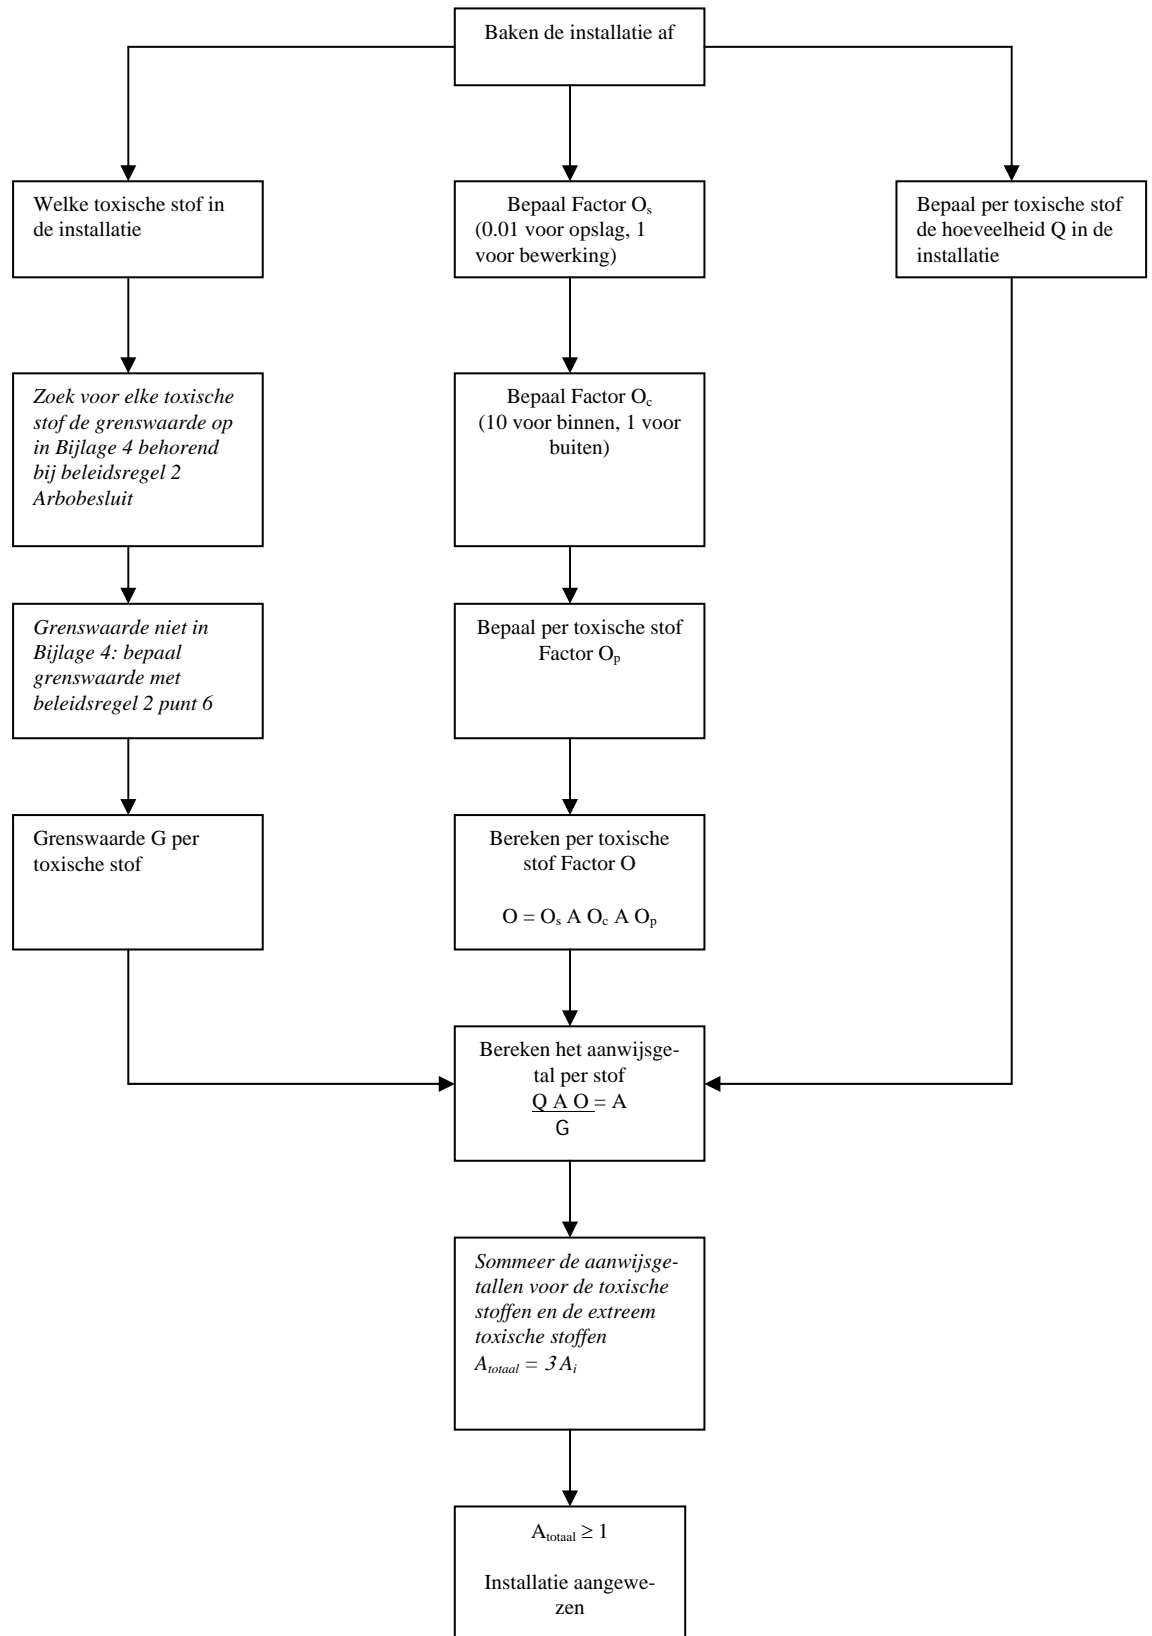 Baken de installatie af
Welke toxische stof in
de installatie
Bepaal Factor Os
(0.01 voor opslag, 1
voor bewerking)
Bepaal per toxische stof
de hoeveelheid Q in de
installatie
Zoek voor elke toxische
stof de grenswaarde op
in Bijlage 4 behorend
bij beleidsregel 2
Arbobesluit
Bepaal Factor Oc
(10 voor binnen, 1 voor
buiten)
Grenswaarde niet in
Bijlage 4: bepaal
grenswaarde met
beleidsregel 2 punt 6
Bepaal per toxische stof
Factor Op
Grenswaarde G per
toxische stof
Bereken per toxische
stof Factor O
O = Os A Oc A Op
Bereken het aanwijsge-
tal per stof
Q A O = A
G
Sommeer de aanwijsge-
tallen voor de toxische
stoffen en de extreem
toxische stoffen
Atotaal = 3 Ai
Atotaal ≥ 1
Installatie aangewe-
zen